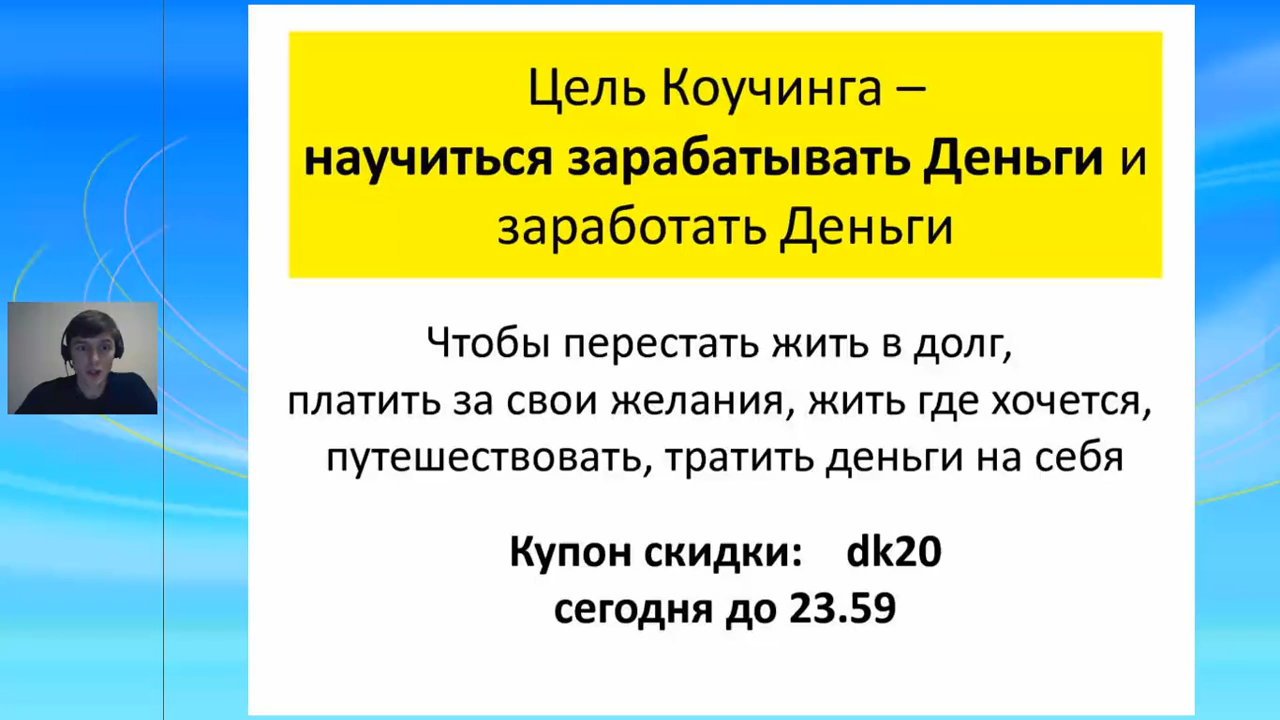 Цель Коучинга –
научиться зарабатывать Деньги и
заработать Деньги
Чтобы перестать жить в долг,
платить за свои желания, жить где хочется,
путешествовать, тратить деньги на себя
Купон скидки: dk20
сегодня до 23.59